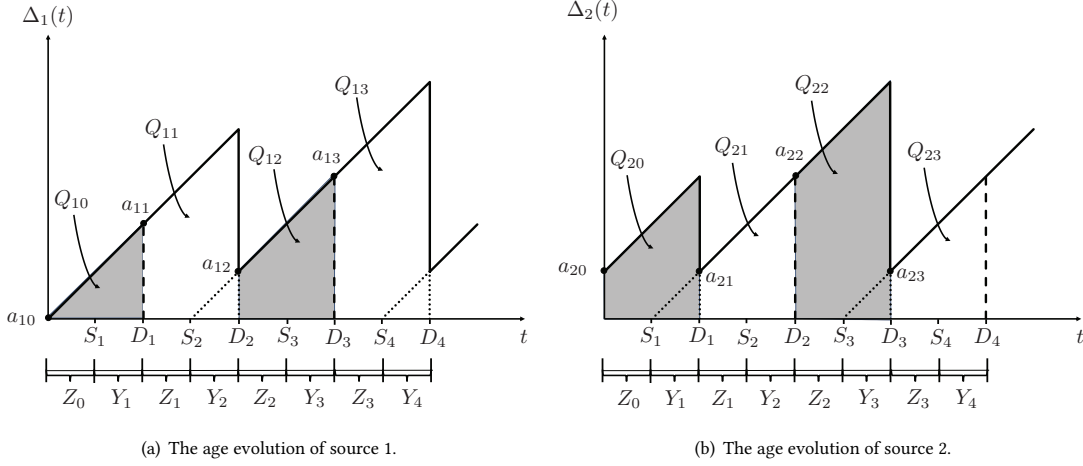 Δ₁(t)
Q₁₃
Q₁₁
Q₁₂
a₁₃
Q₁₀
a₁₁
a₁₂
a₁₀
S₁ D₁ S₂ D₂ S₃ D₃ S₄ D₄ t
Z₀ Y₁ Z₁ Y₂ Z₂ Y₃ Z₃ Y₄
(a) The age evolution of source 1.
Δ₂(t)
Q₂₂
Q₂₀
Q₂₁
a₂₂
Q₂₃
a₂₀
a₂₁
a₂₃
S₁ D₁ S₂ D₂ S₃ D₃ S₄ D₄ t
Z₀ Y₁ Z₁ Y₂ Z₂ Y₃ Z₃ Y₄
(b) The age evolution of source 2.